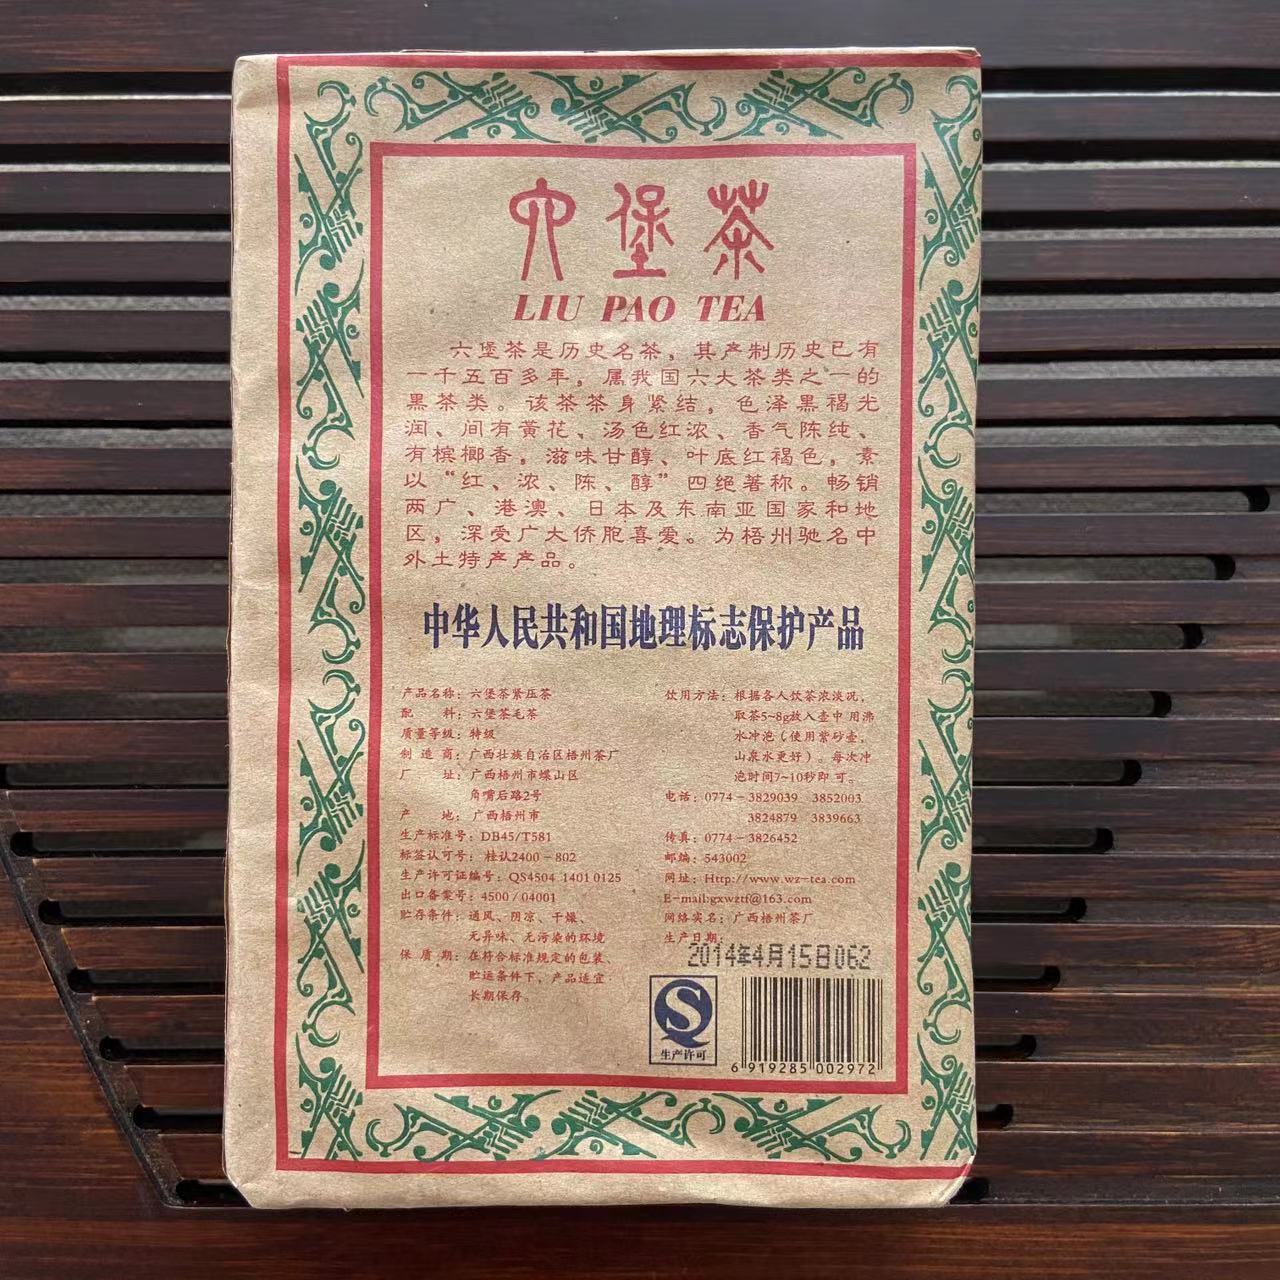 六堡茶
LIU PAO TEA
六堡茶是历史名茶，其产制历史已有
一千五百多年，属我国六大茶类之一的
黑茶类。该茶茶身紧结，色泽黑褐光
润、间有黄花、汤色红浓、香气陈纯、
有槟榔香，滋味甘醇、叶底红褐色，素
以“红、浓、陈、醇”四绝著称。畅销
两广、港澳、日本及东南亚国家和地
区，深受广大侨胞喜爱。为梧州驰名中
外土特产产品。
中华人民共和国地理标志保护产品
产品名称：六堡茶紧压茶
配料：六堡茶毛茶
质量等级：特级
制造商：广西壮族自治区梧州茶厂
厂址：广西梧州市蝶山区
角嘴后路2号
产地：广西梧州市
生产标准号：DB45/T581
标签认可号：桂认2400-802
生产许可证编号：QS4504 1401 0125
出口备案号：4500/04001
贮存条件：通风、阴凉、干燥、
无异味、无污染的环境
保质期：在符合标准规定的包装、
贮运条件下，产品适宜
长期保存。
饮用方法：根据各人饮茶浓淡况，
取茶5~8g放入壶中用沸
水冲泡（使用紫砂壶，
山泉水更好）。每次冲
泡时间7~10秒即可。
电话：0774-3829039 3852003
3824879 3839663
传真：0774-3826452
邮编：543002
网址：Http://www.wz-tea.com
E-mail:gxwztf@163.com
网络实名：广西梧州茶厂
生产日期：
2014年4月15日062
QS
生产许可
6 919285 002972